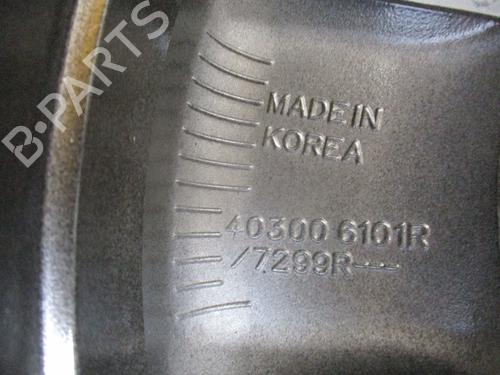 B-PARTS
MADE IN
KOREA
40300 6101R
/7299R----